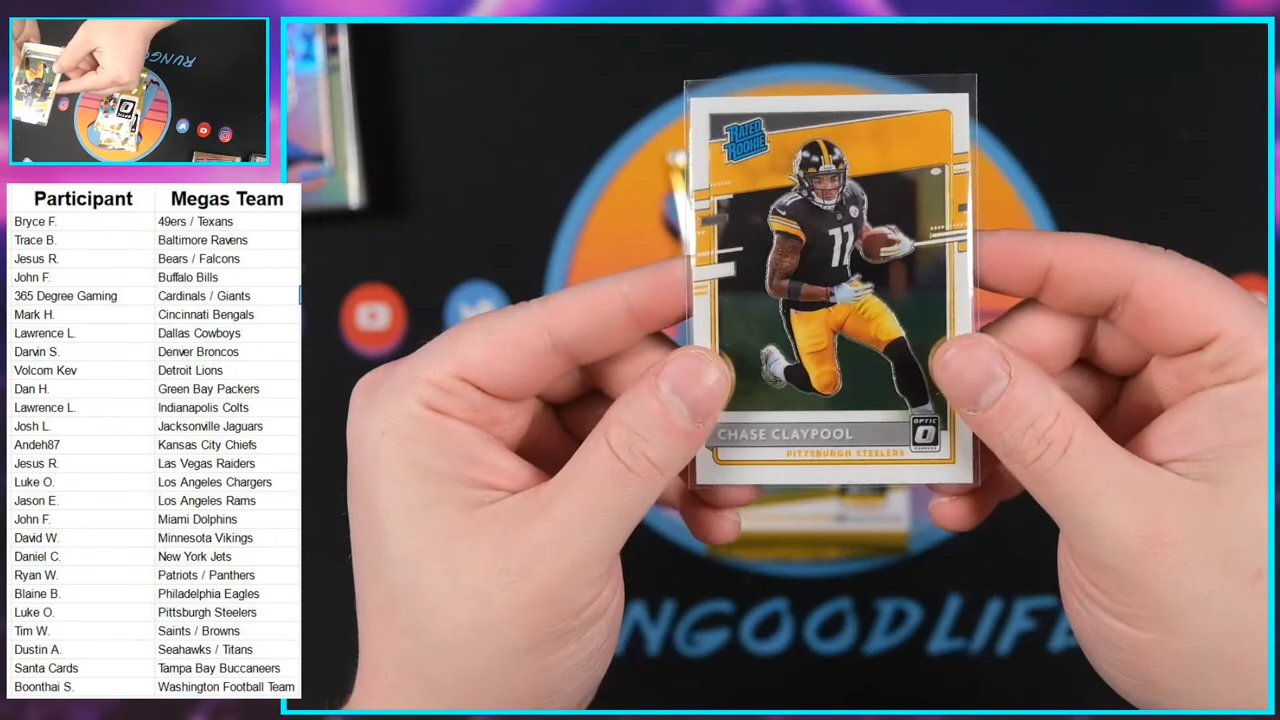 RUNGOOD
Participant Megas Team
Bryce F. 49ers / Texans
Trace B. Baltimore Ravens
Jesus R. Bears / Falcons
John F. Buffalo Bills
365 Degree Gaming Cardinals / Giants
Mark H. Cincinnati Bengals
Lawrence L. Dallas Cowboys
Darvin S. Denver Broncos
Volcom Kev Detroit Lions
Dan H. Green Bay Packers
Lawrence L. Indianapolis Colts
Josh L. Jacksonville Jaguars
Andeh87 Kansas City Chiefs
Jesus R. Las Vegas Raiders
Luke O. Los Angeles Chargers
Jason E. Los Angeles Rams
John F. Miami Dolphins
David W. Minnesota Vikings
Daniel C. New York Jets
Ryan W. Patriots / Panthers
Blaine B. Philadelphia Eagles
Luke O. Pittsburgh Steelers
Tim W. Saints / Browns
Dustin A. Seahawks / Titans
Santa Cards Tampa Bay Buccaneers
Boonthai S. Washington Football Team
RATED
ROOKIE
11
CHASE CLAYPOOL
OPTIC
PITTSBURGH STEELERS
NGOODLIFE